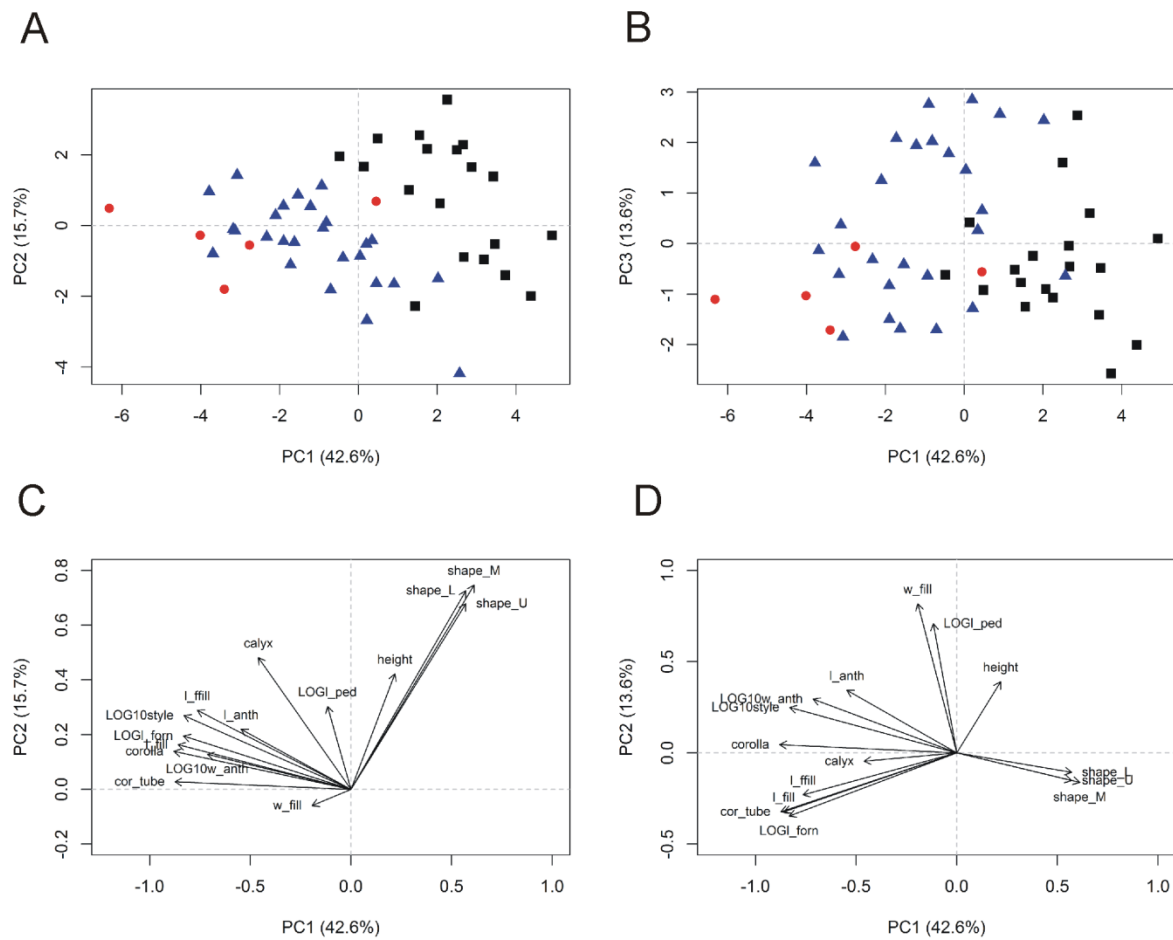 A
B
2
0
-2
-4
PC2 (15.7%)
-6
-4
-2
0
2
4
PC1 (42.6%)
3
2
1
0
-1
-2
PC3 (13.6%)
-6
-4
-2
0
2
4
PC1 (42.6%)
C
D
0.8
0.6
0.4
0.2
0.0
-0.2
PC2 (15.7%)
shape_M
shape_L
shape_U
calyx
height
l_ffill
LOGl_ped
LOG10style
l_anth
LOGl_forn
corolla
LOG10w_anth
cor_tube
w_fill
-1.0
-0.5
0.0
0.5
1.0
PC1 (42.6%)
1.0
0.5
0.0
-0.5
PC2 (13.6%)
w_fill
LOGl_ped
height
l_anth
LOG10w_anth
LOG10style
corolla
calyx
shape_L
shape_U
l_ffill
shape_M
l_fill
cor_tube
LOGl_forn
-1.0
-0.5
0.0
0.5
1.0
PC1 (42.6%)